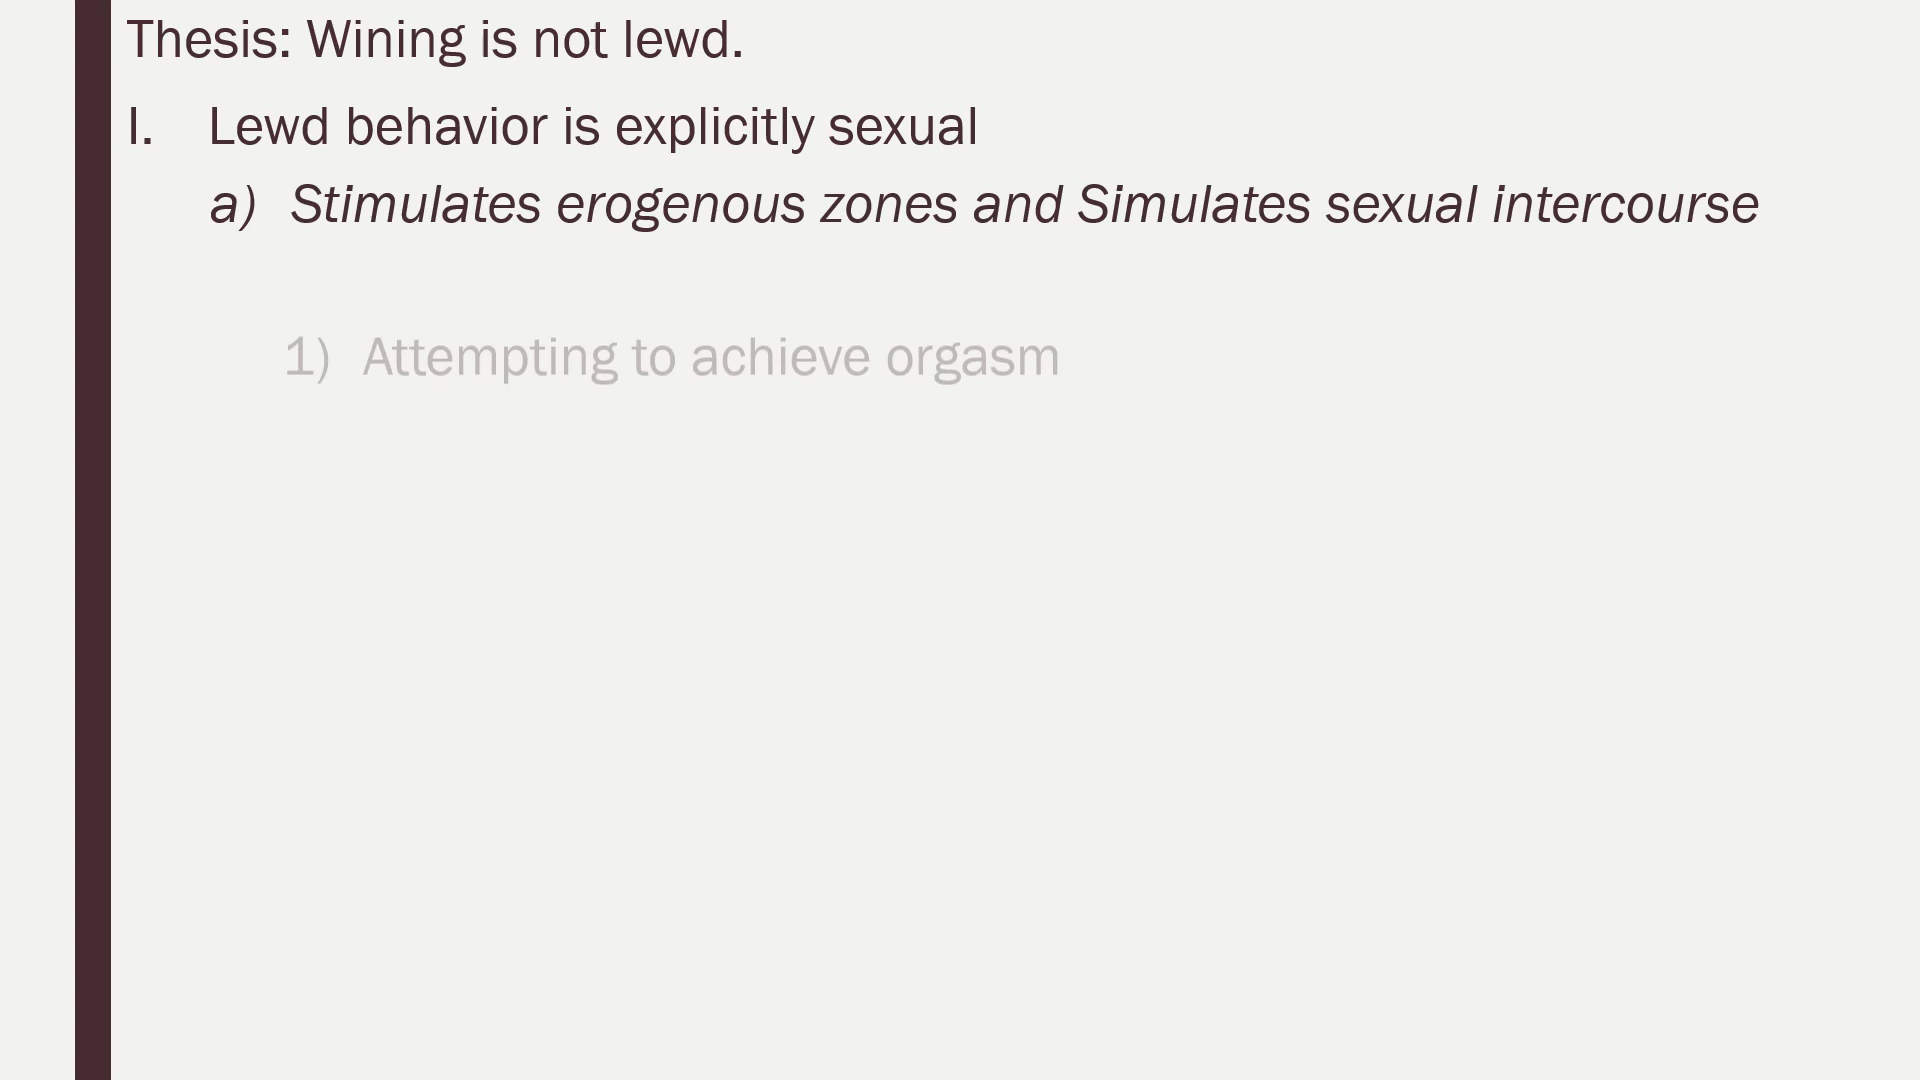 Thesis: Wining is not lewd.
I. Lewd behavior is explicitly sexual
a) Stimulates erogenous zones and Simulates sexual intercourse
1) Attempting to achieve orgasm